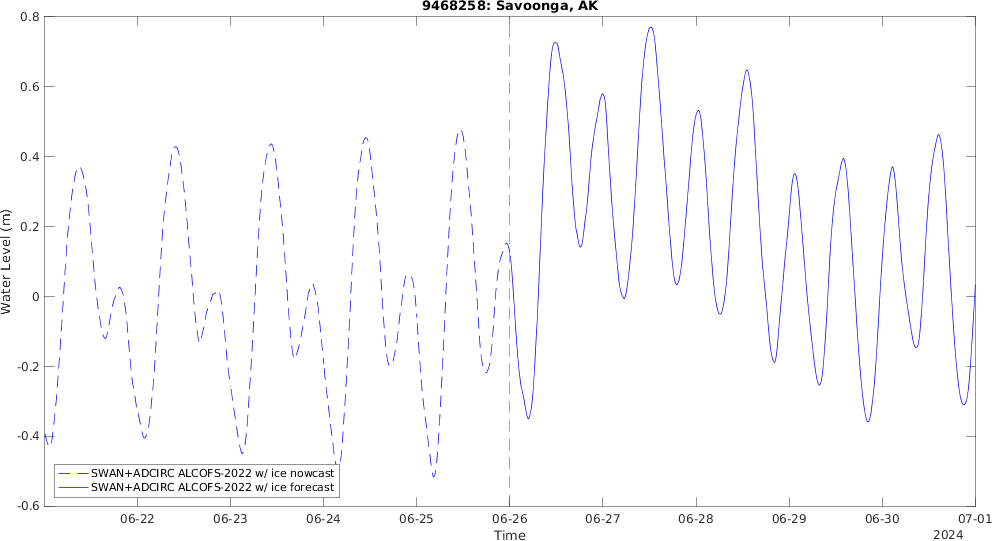 9468258: Savoonga, AK
Water Level (m)
0.8
0.6
0.4
0.2
0
-0.2
-0.4
-0.6
SWAN+ADCIRC ALCOFS-2022 w/ ice nowcast
SWAN+ADCIRC ALCOFS-2022 w/ ice forecast
06-22 06-23 06-24 06-25 06-26 06-27 06-28 06-29 06-30 07-01
Time
2024